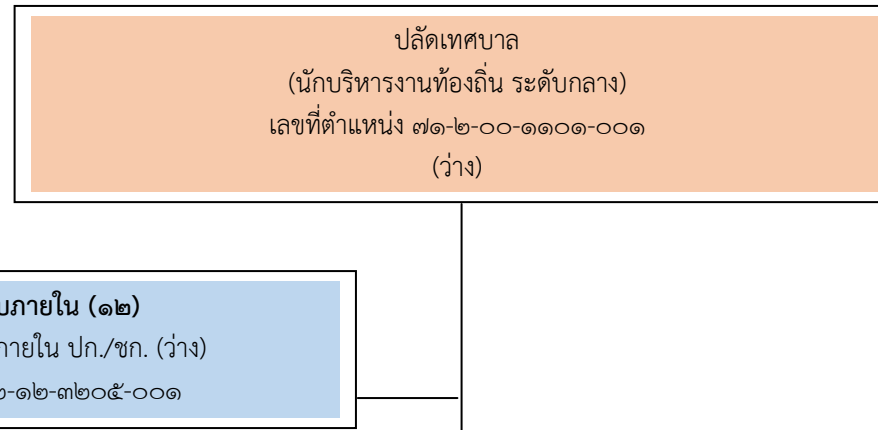 ปลัดเทศบาล
(นักบริหารงานท้องถิ่น ระดับกลาง)
เลขที่ตำแหน่ง ๗๑-๒-๐๐-๑๑๐๑-๐๐๑
(ว่าง)
บภายใน (๑๒)
ภายใน ปก./ชก. (ว่าง)
๒-๑๒-๓๒๐๕-๐๐๑